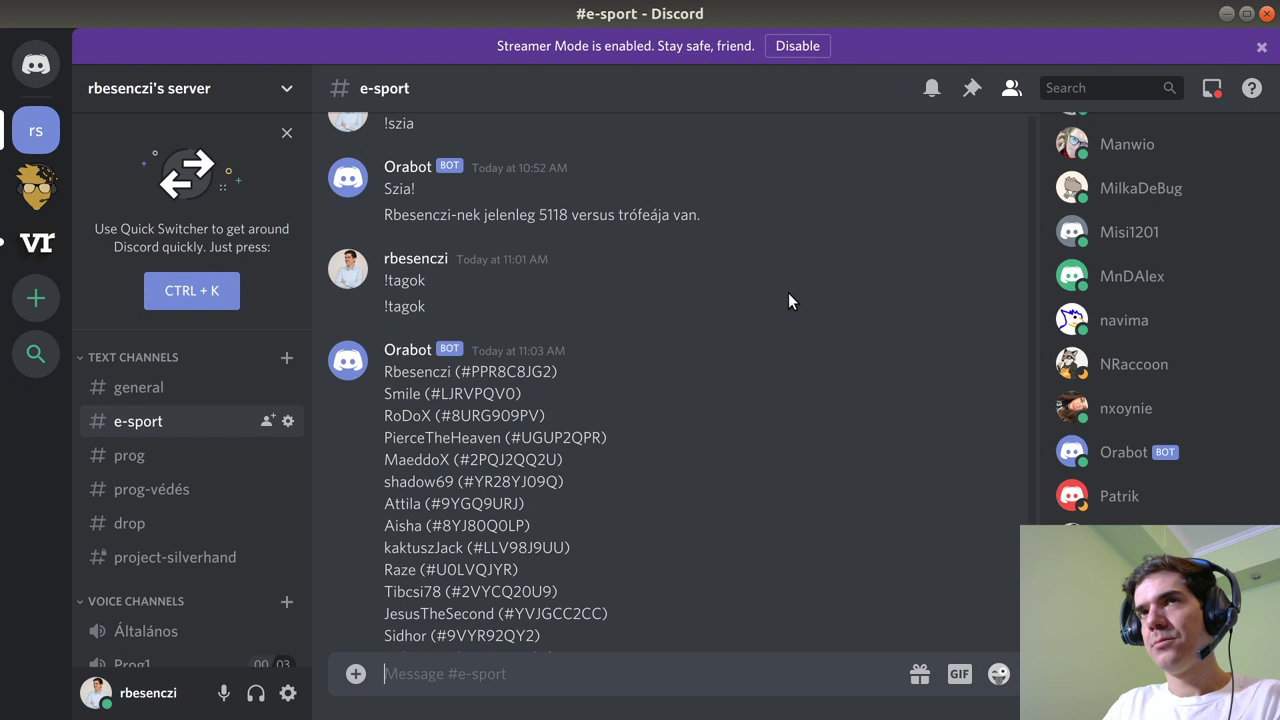 #e-sport - Discord
Streamer Mode is enabled. Stay safe, friend.
Disable
rbesenczi's server
e-sport
Search
rs
vr
Use Quick Switcher to get around
Discord quickly. Just press:
CTRL + K
TEXT CHANNELS
# general
# e-sport
# prog
# prog-védés
# drop
# project-silverhand
VOICE CHANNELS
Általános
Prog1
00 03
rbesenczi
!szia
Orabot BOT Today at 10:52 AM
Szia!
Rbesenczi-nek jelenleg 5118 versus trófeája van.
rbesenczi Today at 11:01 AM
!tagok
!tagok
Orabot BOT Today at 11:03 AM
Rbesenczi (#PPR8C8JG2)
Smile (#LJRVPQV0)
RoDoX (#8URG909PV)
PierceTheHeaven (#UGUP2QPR)
MaeddoX (#2PQJ2QQ2U)
shadow69 (#YR28YJ09Q)
Attila (#9YGQ9URJ)
Aisha (#8YJ80Q0LP)
kaktuszJack (#LLV98J9UU)
Raze (#U0LVQJYR)
Tibcsi78 (#2VYCQ20U9)
JesusTheSecond (#YVJGCC2CC)
Sidhor (#9VYR92QY2)
Message #e-sport
GIF
Manwio
MilkaDeBug
Misi1201
MnDAlex
navima
NRaccoon
nxoynie
Orabot BOT
Patrik